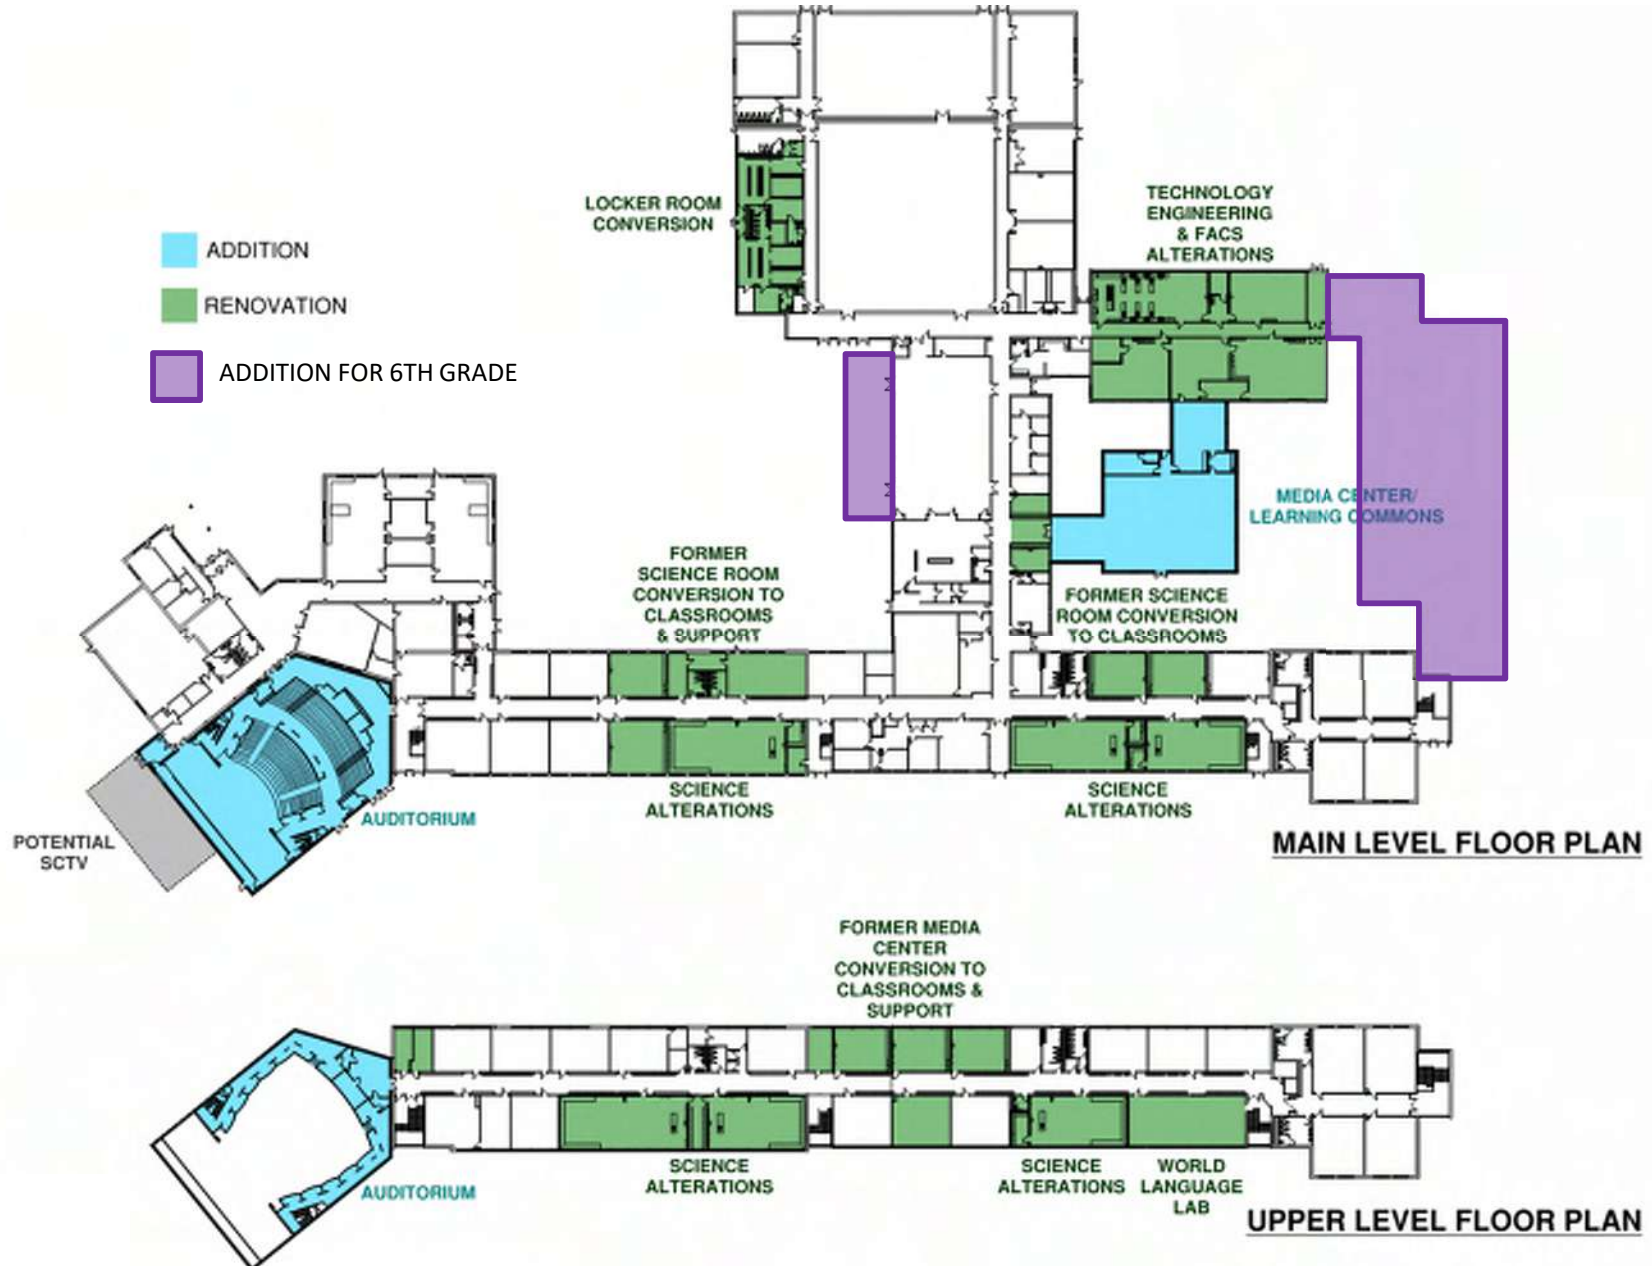 LOCKER ROOM
CONVERSION
TECHNOLOGY
ENGINEERING
& FACS
ALTERATIONS
ADDITION
RENOVATION
ADDITION FOR 6TH GRADE
MEDIA CENTER/
LEARNING COMMONS
FORMER
SCIENCE ROOM
CONVERSION TO
CLASSROOMS
& SUPPORT
FORMER SCIENCE
ROOM CONVERSION
TO CLASSROOMS
SCIENCE
ALTERATIONS
SCIENCE
ALTERATIONS
AUDITORIUM
POTENTIAL
SCTV
MAIN LEVEL FLOOR PLAN
FORMER MEDIA
CENTER
CONVERSION TO
CLASSROOMS &
SUPPORT
SCIENCE
ALTERATIONS
SCIENCE
ALTERATIONS
WORLD
LANGUAGE
LAB
AUDITORIUM
UPPER LEVEL FLOOR PLAN